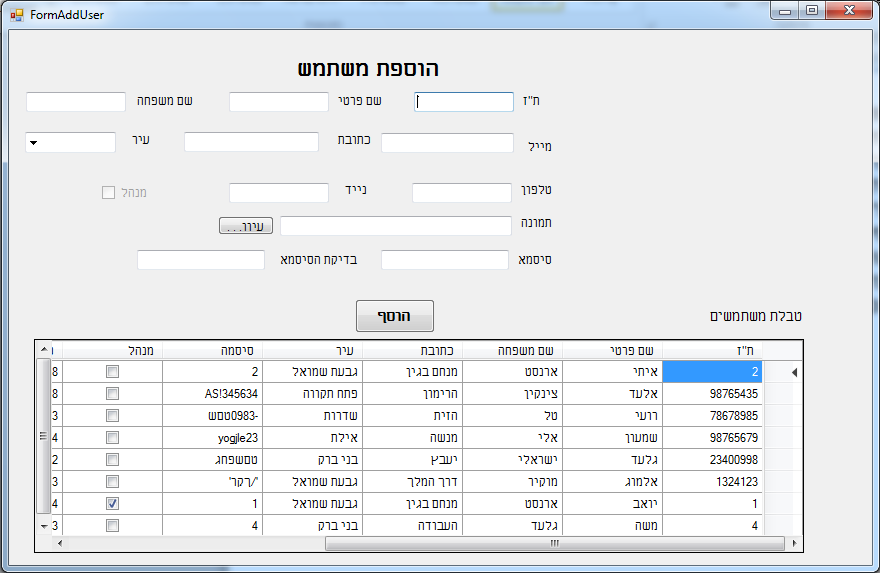 FormAddUser
הוספת משתמש
ת"ז שם פרטי שם משפחה
מייל כתובת עיר
טלפון נייד מנהל
תמונה עיון...
סיסמא בדיקת הסיסמא
הוסף
טבלת משתמשים
ת"ז שם פרטי שם משפחה כתובת עיר סיסמה מנהל
2 איתי ארנסט מנחם בגין גבעת שמואל 2 8
98765435 אלעד צינקין הרימון פתח תקווה AS!345634 8
78678985 רועי טל הזית שדרות -0983טםש 3
98765679 שמערן אלי מנשה אילת yogjle23 4
23400998 גלעד ישראלי יעבץ בני ברק טםשפחג 2
1324123 אלמוג מוקיר דרך המלך גבעת שמואל 3
1 יואב ארנסט מנחם בגין גבעת שמואל 1 4
4 משה גלעד העבודה בני ברק 4 3